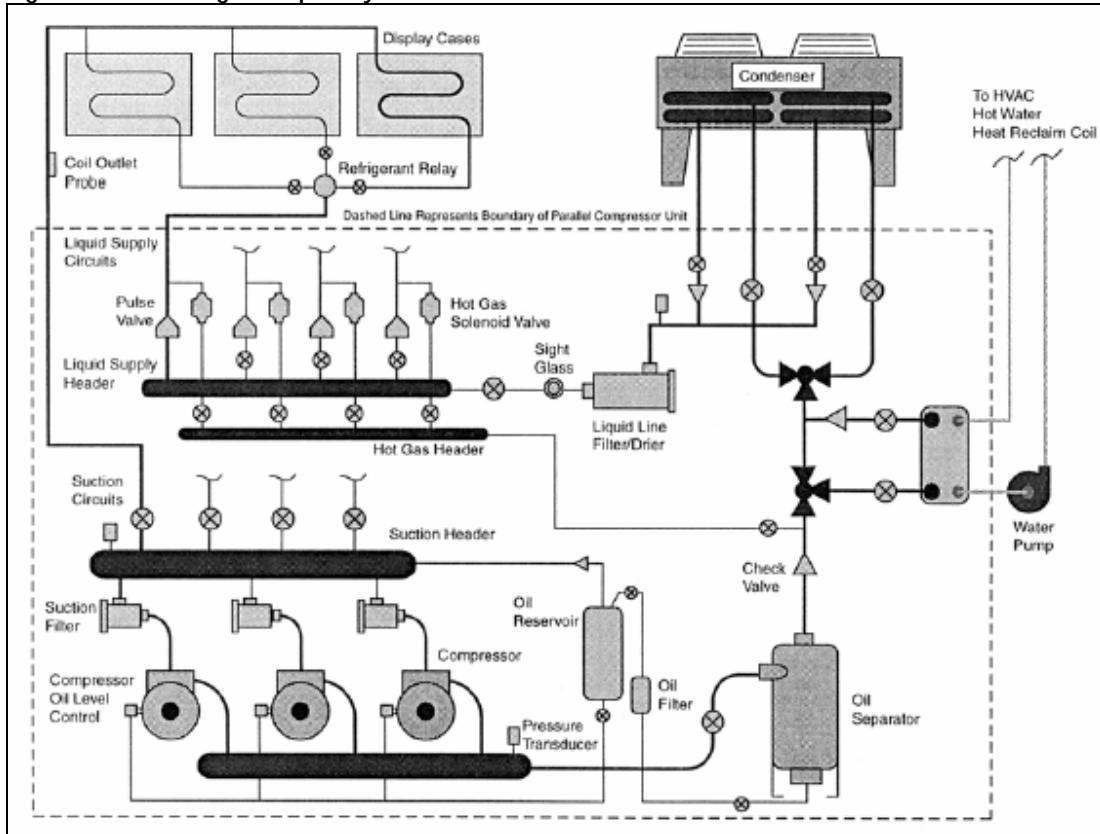 Display Cases
Condenser
To HVAC
Hot Water
Heat Reclaim Coil
Coil Outlet
Probe
Refrigerant Relay
Dashed Line Represents Boundary of Parallel Compressor Unit
Liquid Supply
Circuits
Pulse
Valve
Hot Gas
Solenoid Valve
Liquid Supply
Header
Sight
Glass
Liquid Line
Filter/Drier
Hot Gas Header
Suction
Circuits
Suction Header
Water
Pump
Check
Valve
Suction
Filter
Oil
Reservoir
Compressor
Compressor
Oil Level
Control
Oil
Filter
Oil
Separator
Pressure
Transducer